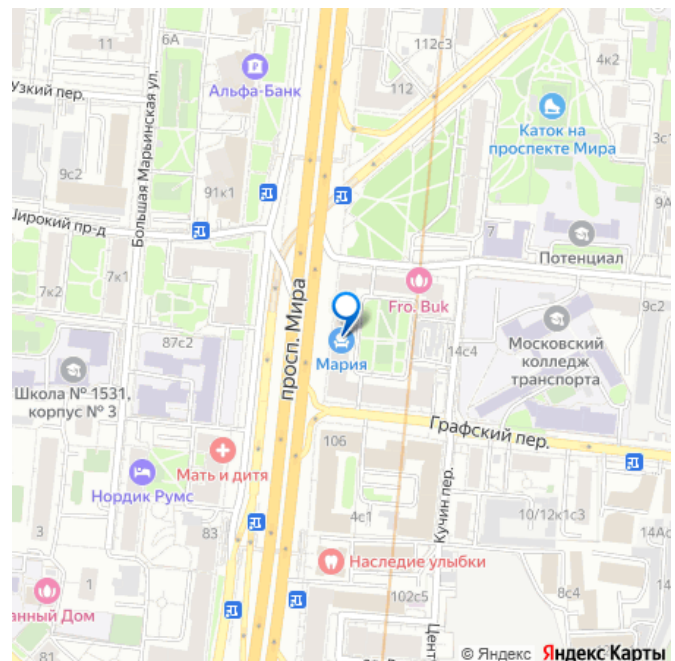 11
6А
112с3
4к2
Альфа-Банк
112
Узкий пер.
Каток на
проспекте Мира
3с1
9с2
Большая Марьинская ул.
91к1
9А
Широкий пр-д
7
Потенциал
7к2
7к1
Fro. Buk
9с2
просп. Мира
87с2
Мария
14с4
Московский
колледж
транспорта
Школа № 1531,
корпус № 3
Графский пер.
106
Мать и дитя
Нордик Румс
Кучин пер.
3
83
4с1
10/12к1с3
14Ас
Наследие улыбки
1
102с5
8с4
анный Дом
Цент
© Яндекс Яндекс Карты